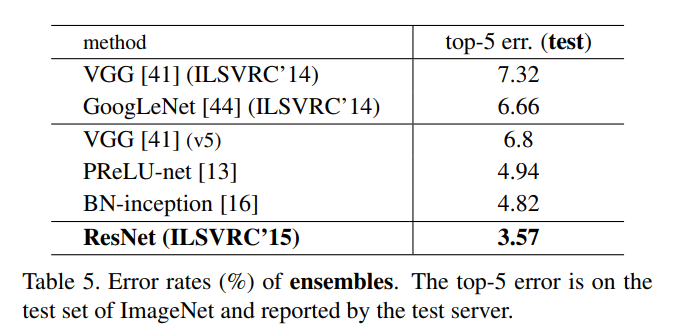 method top-5 err. (test)
VGG [41] (ILSVRC’14) 7.32
GoogLeNet [44] (ILSVRC’14) 6.66
VGG [41] (v5) 6.8
PReLU-net [13] 4.94
BN-inception [16] 4.82
ResNet (ILSVRC’15) 3.57
Table 5. Error rates (%) of ensembles. The top-5 error is on the
test set of ImageNet and reported by the test server.